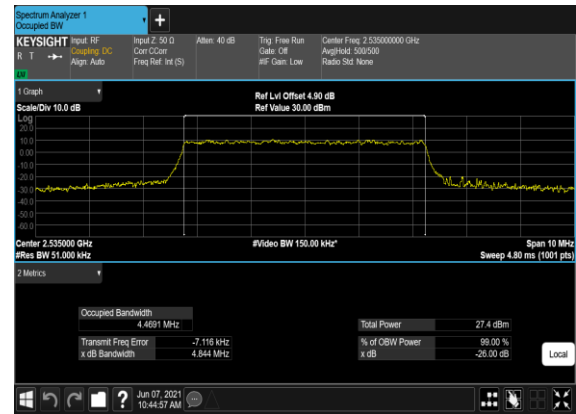 Spectrum Analyzer 1
Occupied BW
+
KEYSIGHT Input: RF Input Z: 50 Ω Atten: 40 dB Trig: Free Run Center Freq: 2.535000000 GHz
R T Coupling: DC Corr CCorr Gate: Off Avg|Hold: 500/500
Align: Auto Freq Ref: Int (S) #IF Gain: Low Radio Std: None
1 Graph Ref Lvl Offset 4.90 dB
Scale/Div 10.0 dB Ref Value 30.00 dBm
Log
20.0
10.0
0.00
-10.0
-20.0
-30.0
-40.0
-50.0
-60.0
Center 2.535000 GHz #Video BW 150.00 kHz* Span 10 MHz
#Res BW 51.000 kHz Sweep 4.80 ms (1001 pts)
2 Metrics
Occupied Bandwidth
4.4691 MHz Total Power 27.4 dBm
Transmit Freq Error -7.116 kHz % of OBW Power 99.00 %
x dB Bandwidth 4.844 MHz x dB -26.00 dB
Local
? Jun 07, 2021
10:44:57 AM